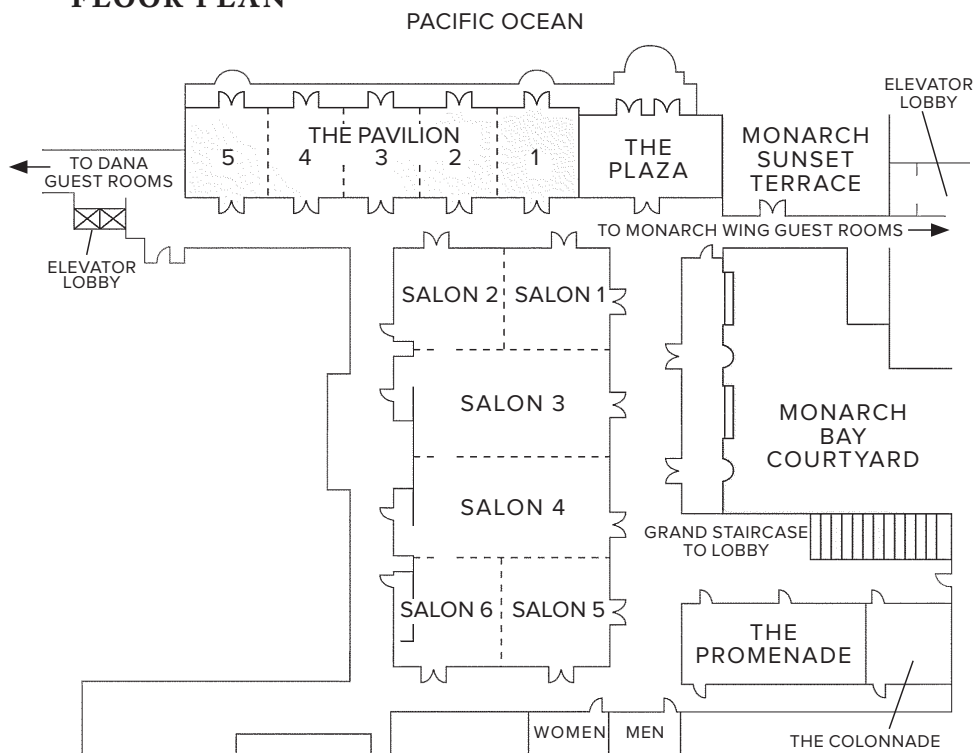 FLOOR PLAN
PACIFIC OCEAN
ELEVATOR
LOBBY
THE PAVILION
5
4
3
2
1
THE
PLAZA
MONARCH
SUNSET
TERRACE
TO DANA
GUEST ROOMS
TO MONARCH WING GUEST ROOMS
ELEVATOR
LOBBY
SALON 2
SALON 1
SALON 3
MONARCH
BAY
COURTYARD
SALON 4
GRAND STAIRCASE
TO LOBBY
SALON 6
SALON 5
THE
PROMENADE
WOMEN
MEN
THE COLONNADE